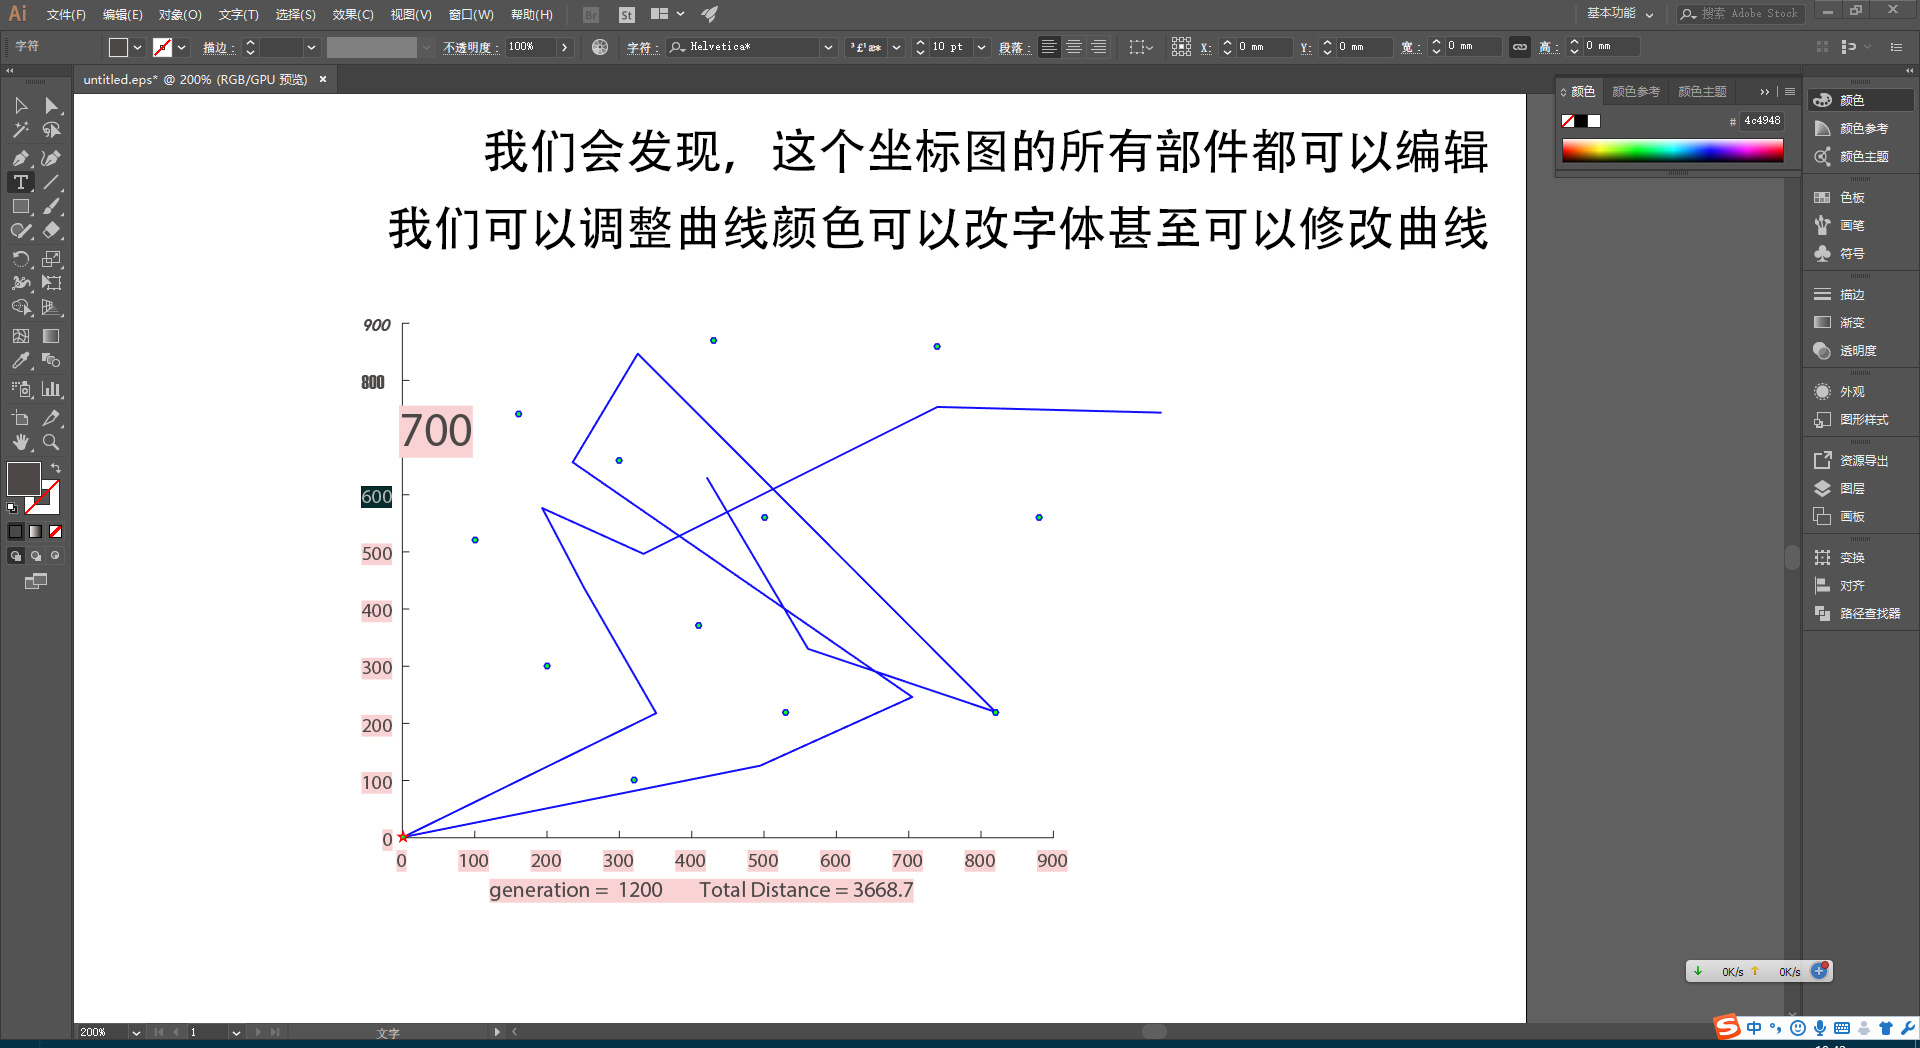 Ai 文件(F) 编辑(E) 对象(O) 文字(T) 选择(S) 效果(C) 视图(V) 窗口(W) 帮助(H) Br St 基本功能 搜索 Adobe Stock
字符 描边： 不透明度： 100% 字符： Helvetica* 10 pt 段落： X: 0 mm Y: 0 mm 宽： 0 mm 高： 0 mm
untitled.eps* @ 200% (RGB/GPU 预览) ×
颜色 颜色参考 颜色主题
# 4c4948
颜色
颜色参考
颜色主题
色板
画笔
符号
描边
渐变
透明度
外观
图形样式
资源导出
图层
画板
变换
对齐
路径查找器
我们会发现，这个坐标图的所有部件都可以编辑
我们可以调整曲线颜色可以改字体甚至可以修改曲线
900
800
700
600
500
400
300
200
100
0
0 100 200 300 400 500 600 700 800 900
generation = 1200 Total Distance = 3668.7
0K/s 0K/s
200% 1 文字
S 中